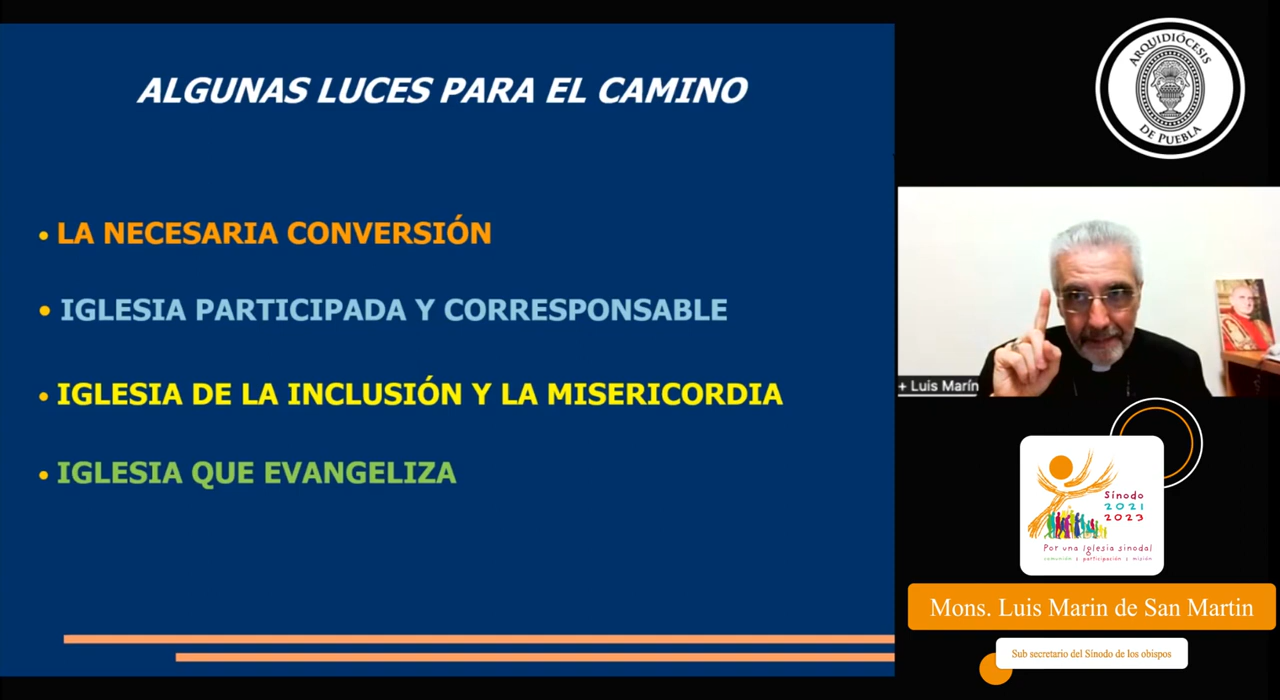 ALGUNAS LUCES PARA EL CAMINO
• LA NECESARIA CONVERSIÓN
• IGLESIA PARTICIPADA Y CORRESPONSABLE
• IGLESIA DE LA INCLUSIÓN Y LA MISERICORDIA
• IGLESIA QUE EVANGELIZA
ARQUIDIÓCESIS
DE PUEBLA
+ Luis Marín
Sínodo
2021
2023
Por una Iglesia sinodal
comunión | participación | misión
Mons. Luis Marin de San Martin
Sub secretario del Sínodo de los obispos